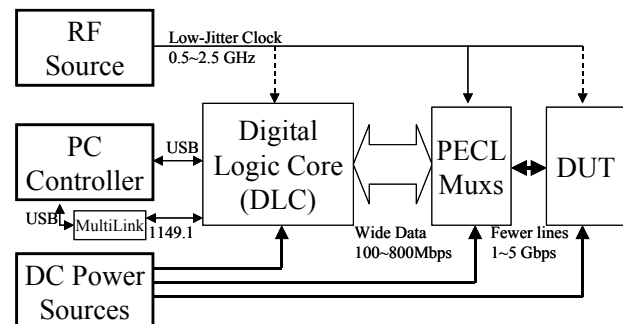 RF
Source
Low-Jitter Clock
0.5~2.5 GHz
PC
Controller
USB
Digital
Logic Core
(DLC)
PECL
Muxs
DUT
USB
MultiLink
1149.1
Wide Data
100~800Mbps
Fewer lines
1~5 Gbps
DC Power
Sources